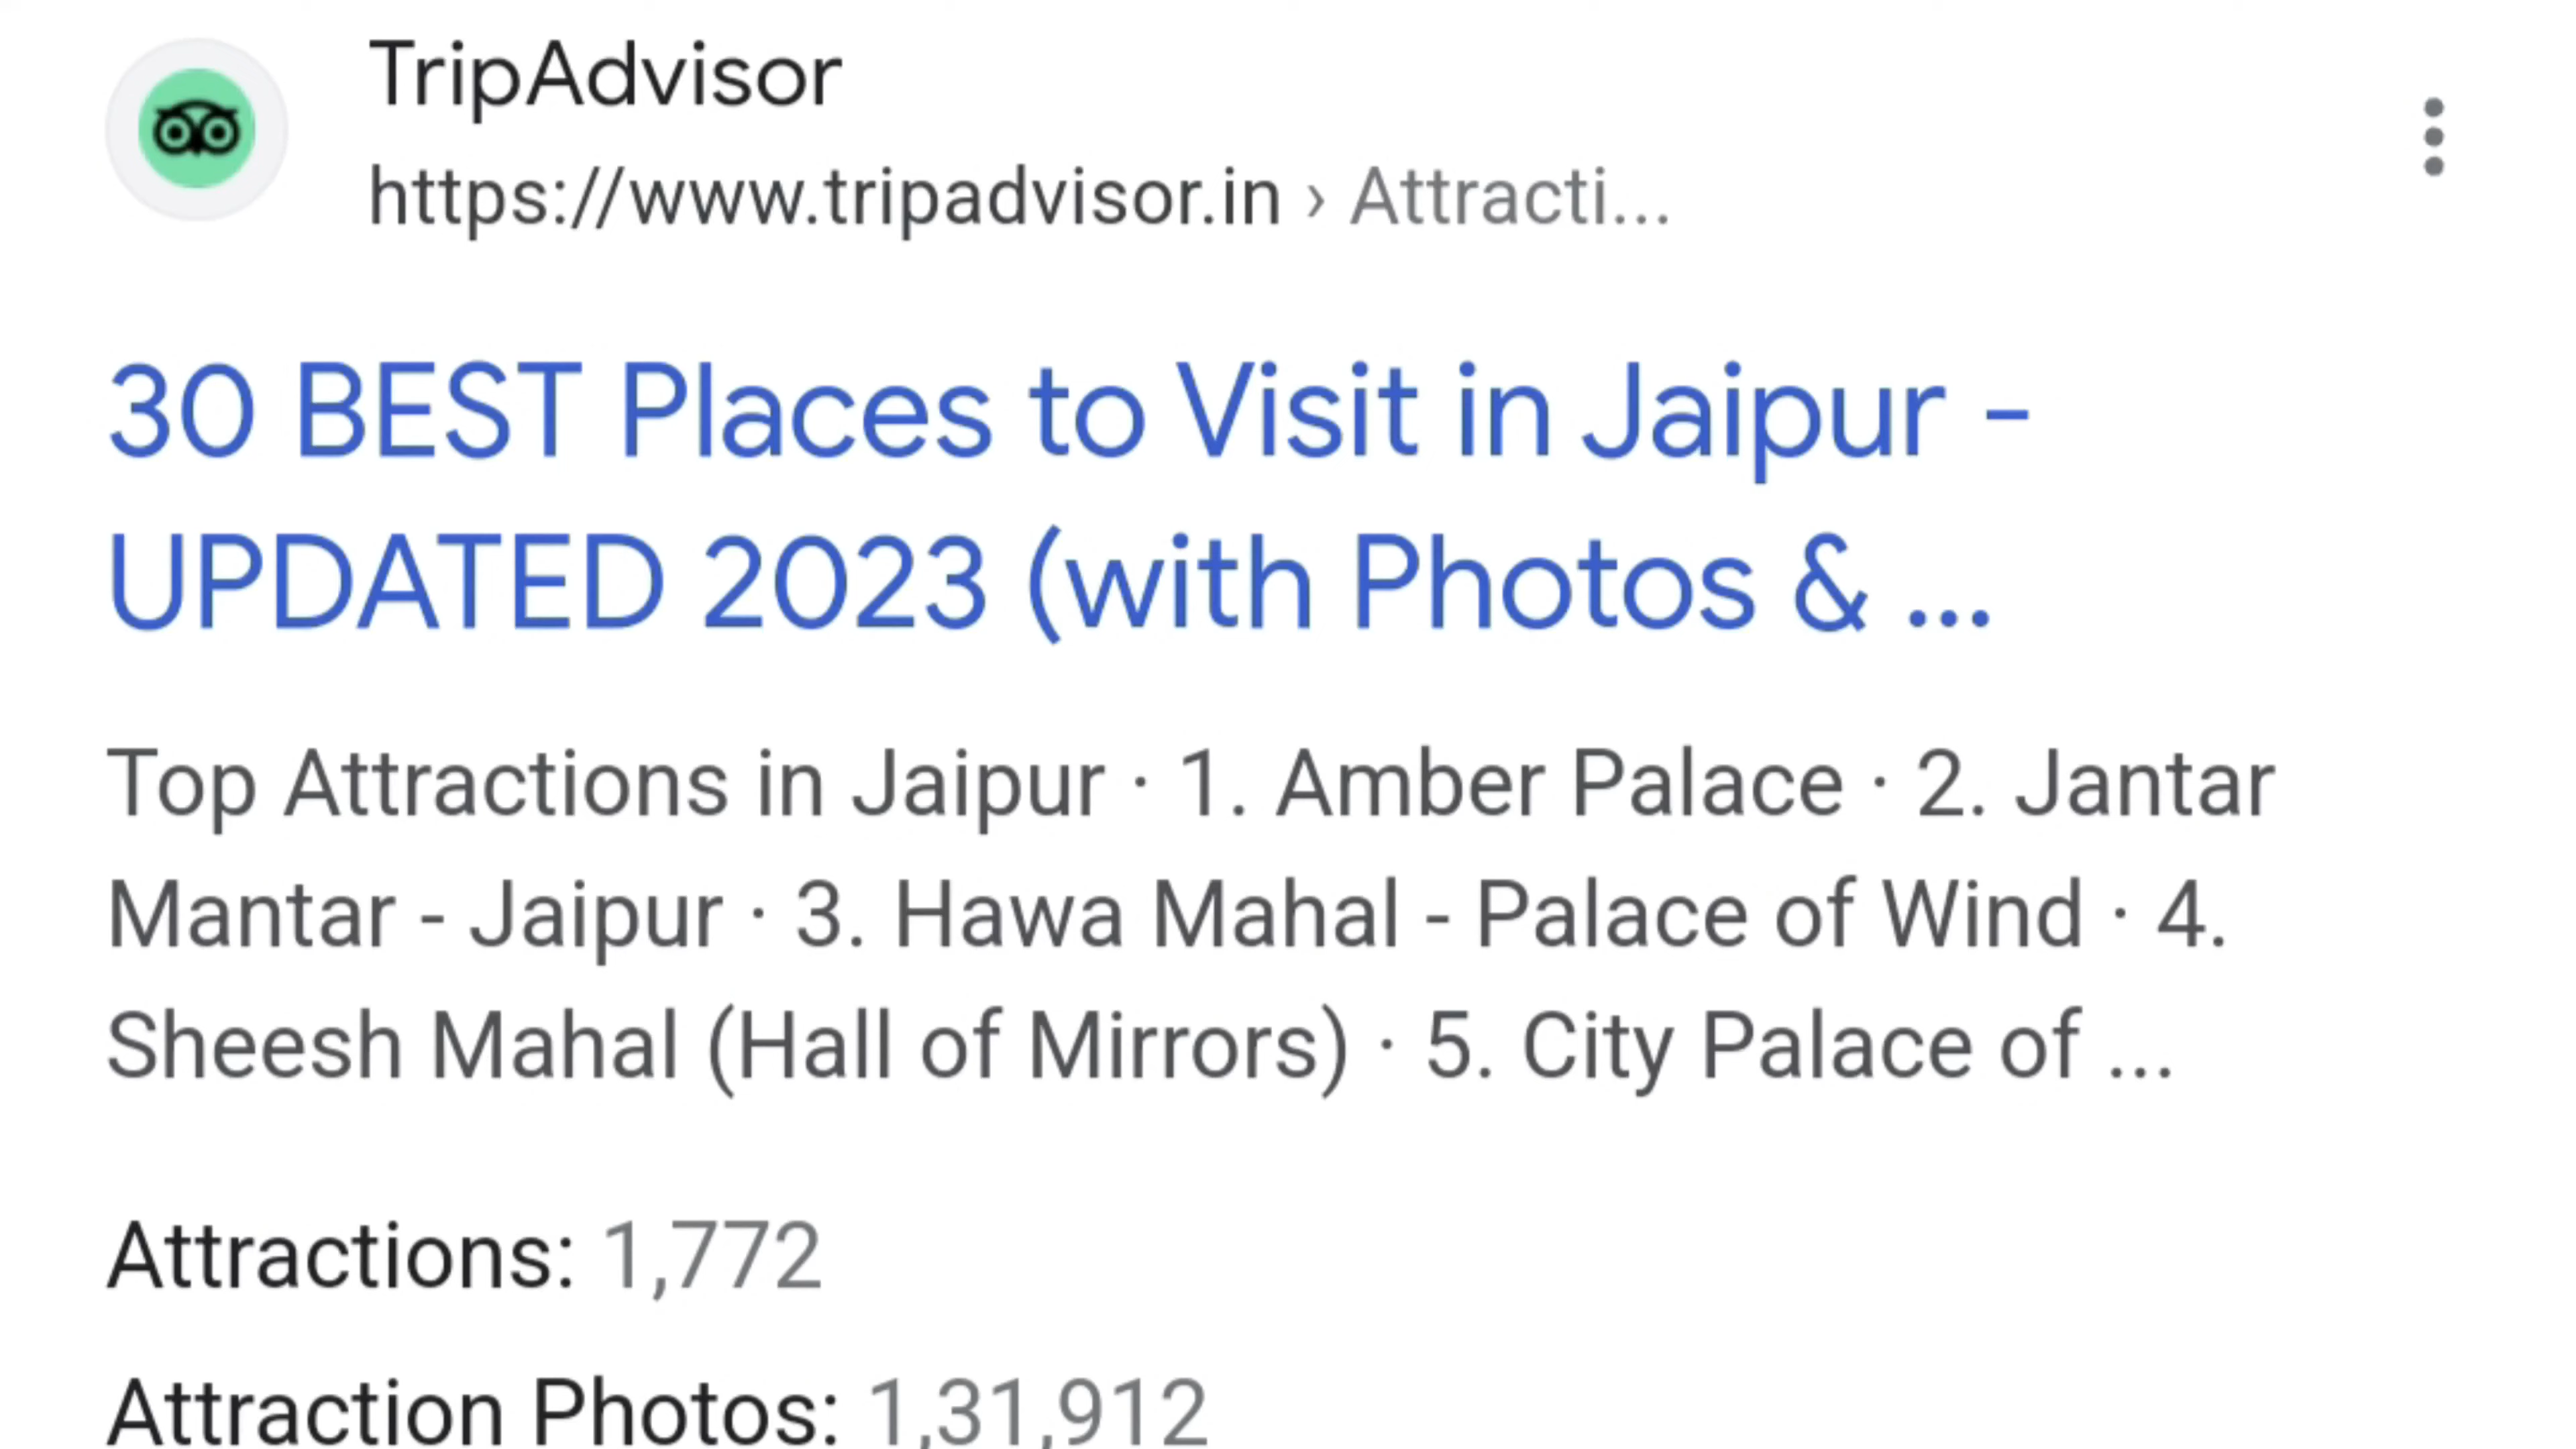 TripAdvisor
https://www.tripadvisor.in › Attracti...
30 BEST Places to Visit in Jaipur -
UPDATED 2023 (with Photos & ...
Top Attractions in Jaipur · 1. Amber Palace · 2. Jantar
Mantar - Jaipur · 3. Hawa Mahal - Palace of Wind · 4.
Sheesh Mahal (Hall of Mirrors) · 5. City Palace of ...
Attractions: 1,772
Attraction Photos: 1,31,912